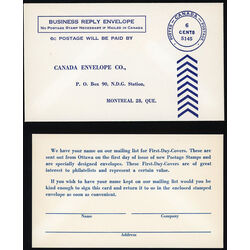 BUSINESS REPLY ENVELOPE
No Postage Stamp Necessary if Mailed in Canada
6c POSTAGE WILL BE PAID BY
CANADA
6
CENTS
5145
CANADA ENVELOPE CO.,
P. O. BOX 90, N.D.G. Station,
MONTREAL 28, QUE.
We have your name on our mailing list for First-Day-Covers. These are
sent out from Ottawa on the first day of issue of new Postage Stamps
and are specially designed envelopes. These First-Day-Covers are of great
interest to philatelists and represent a certain value.
If you wish to have your name kept on our mailing list would you be
kind enough to sign this card and return it to us in the enclosed stamped
envelope as soon as convenient.
Name
Company
Address